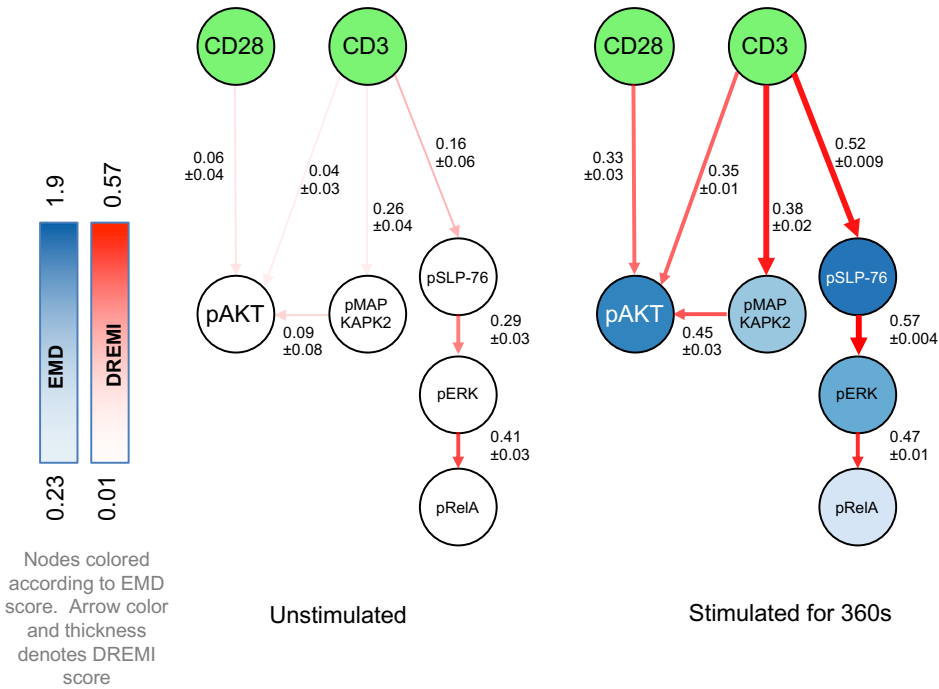 CD28
CD3
0.06
±0.04
0.04
±0.03
0.26
±0.04
0.16
±0.06
pAKT
pMAP
KAPK2
pSLP-76
0.09
±0.08
0.29
±0.03
pERK
0.41
±0.03
pRelA
Unstimulated
CD28
CD3
0.33
±0.03
0.35
±0.01
0.38
±0.02
0.52
±0.009
pAKT
pMAP
KAPK2
pSLP-76
0.45
±0.03
0.57
±0.004
pERK
0.47
±0.01
pRelA
Stimulated for 360s
1.9
0.57
EMD
DREMI
0.23
0.01
Nodes colored
according to EMD
score. Arrow color
and thickness
denotes DREMI
score